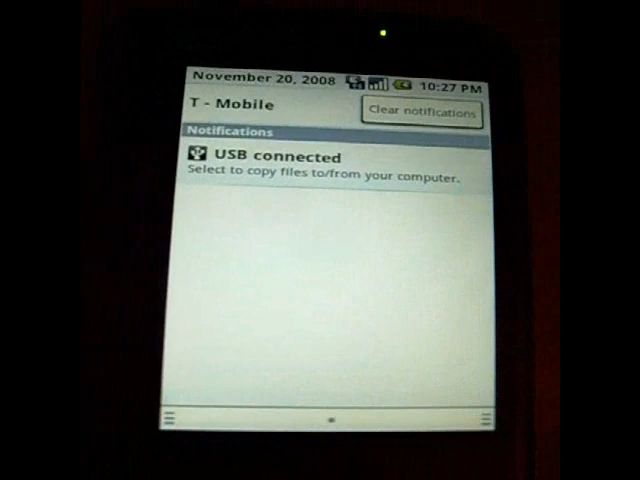 November 20, 2008 10:27 PM
T - Mobile
Clear notifications
Notifications
USB connected
Select to copy files to/from your computer.